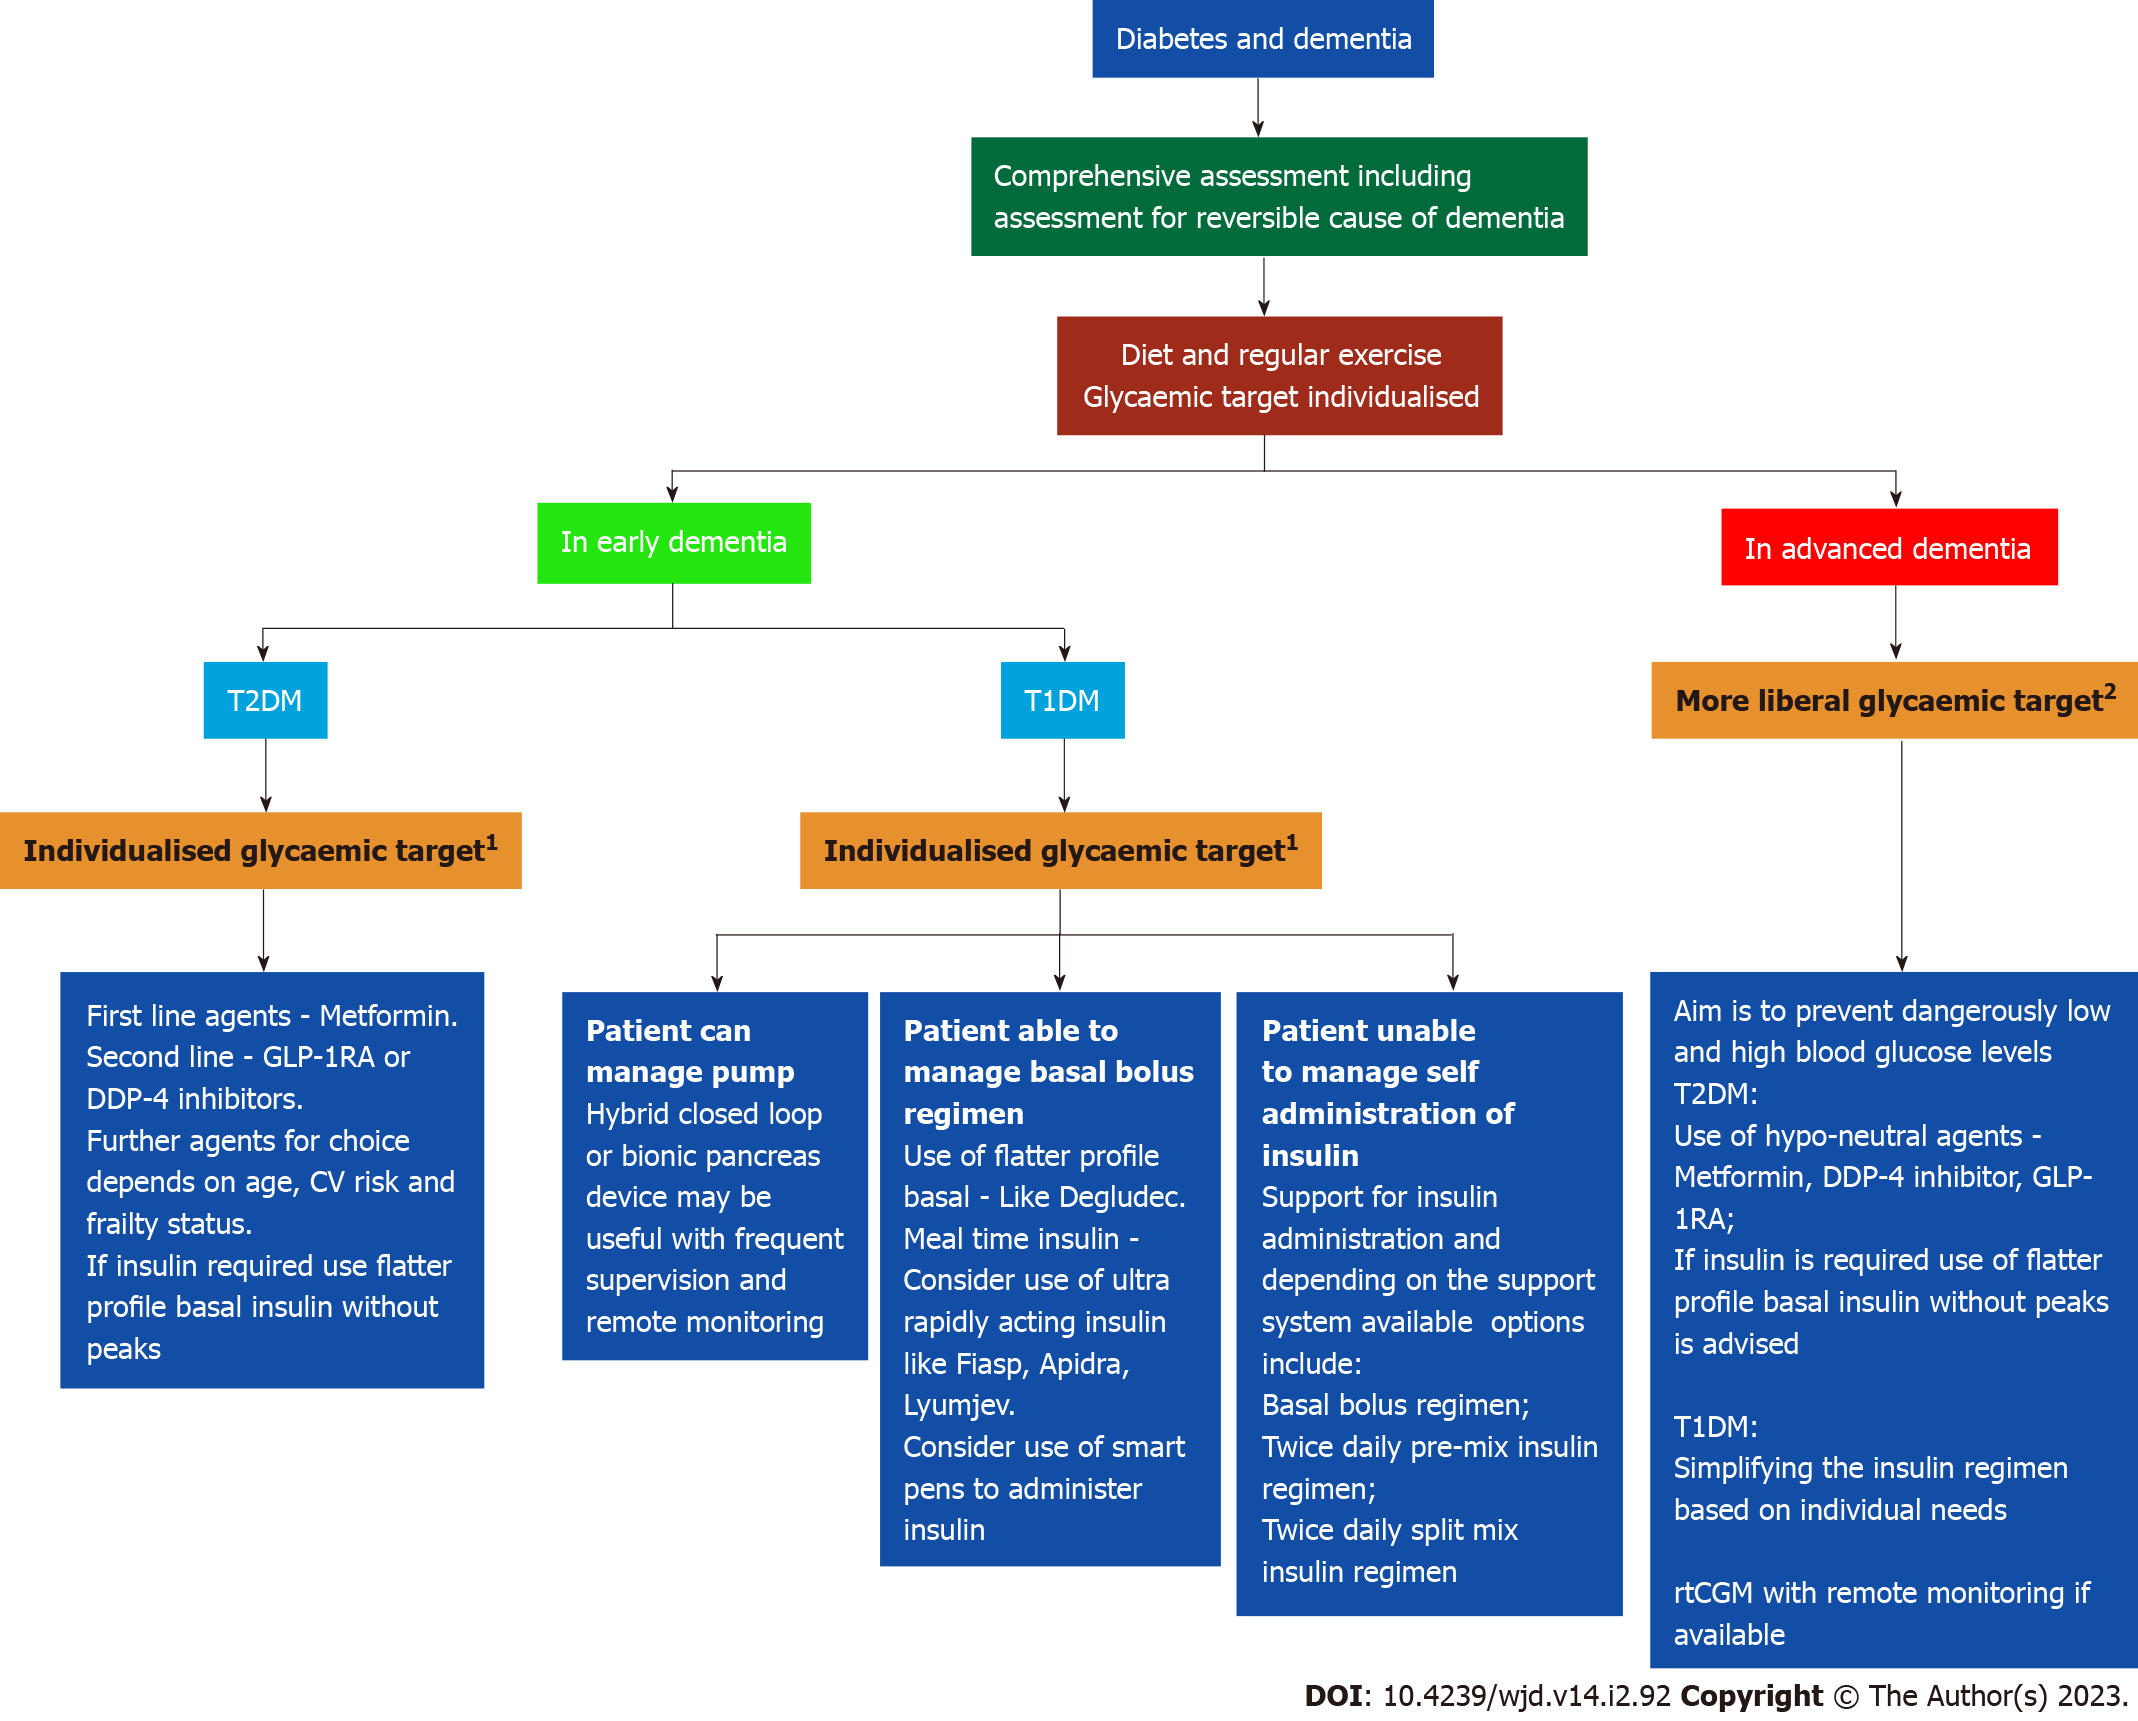 Diabetes and dementia
Comprehensive assessment including
assessment for reversible cause of dementia
Diet and regular exercise
Glycaemic target individualised
In early dementia
In advanced dementia
T2DM
T1DM
More liberal glycaemic target²
Individualised glycaemic target¹
Individualised glycaemic target¹
First line agents - Metformin.
Second line - GLP-1RA or
DDP-4 inhibitors.
Further agents for choice
depends on age, CV risk and
frailty status.
If insulin required use flatter
profile basal insulin without
peaks
Patient can
manage pump
Hybrid closed loop
or bionic pancreas
device may be
useful with frequent
supervision and
remote monitoring
Patient able to
manage basal bolus
regimen
Use of flatter profile
basal - Like Degludec.
Meal time insulin -
Consider use of ultra
rapidly acting insulin
like Fiasp, Apidra,
Lyumjev.
Consider use of smart
pens to administer
insulin
Patient unable
to manage self
administration of
insulin
Support for insulin
administration and
depending on the support
system available  options
include:
Basal bolus regimen;
Twice daily pre-mix insulin
regimen;
Twice daily split mix
insulin regimen
Aim is to prevent dangerously low
and high blood glucose levels
T2DM:
Use of hypo-neutral agents -
Metformin, DDP-4 inhibitor, GLP-
1RA;
If insulin is required use of flatter
profile basal insulin without peaks
is advised
T1DM:
Simplifying the insulin regimen
based on individual needs
rtCGM with remote monitoring if
available
DOI: 10.4239/wjd.v14.i2.92 Copyright © The Author(s) 2023.